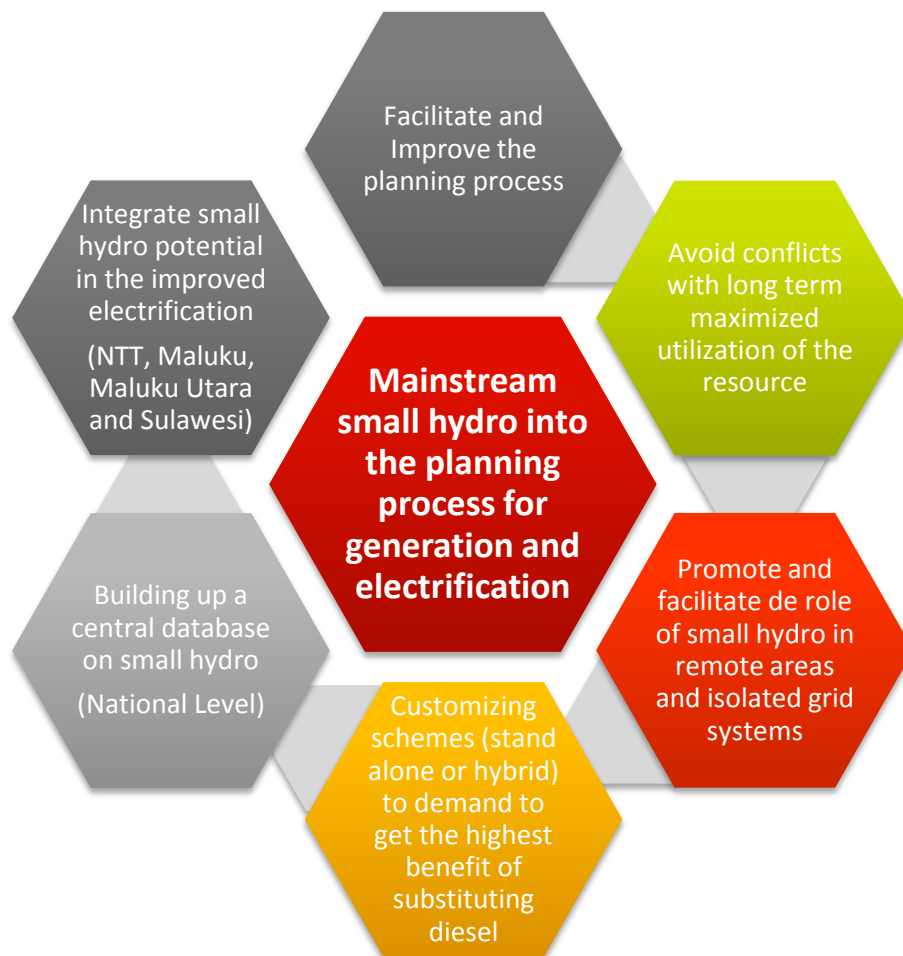 Facilitate and
Improve the
planning process
Avoid conflicts
with long term
maximized
utilization of the
resource
Promote and
facilitate de role
of small hydro in
remote areas
and isolated grid
systems
Customizing
schemes (stand
alone or hybrid)
to demand to
get the highest
benefit of
substituting
diesel
Building up a
central database
on small hydro
(National Level)
Integrate small
hydro potential
in the improved
electrification
(NTT, Maluku,
Maluku Utara
and Sulawesi)
Mainstream
small hydro into
the planning
process for
generation and
electrification